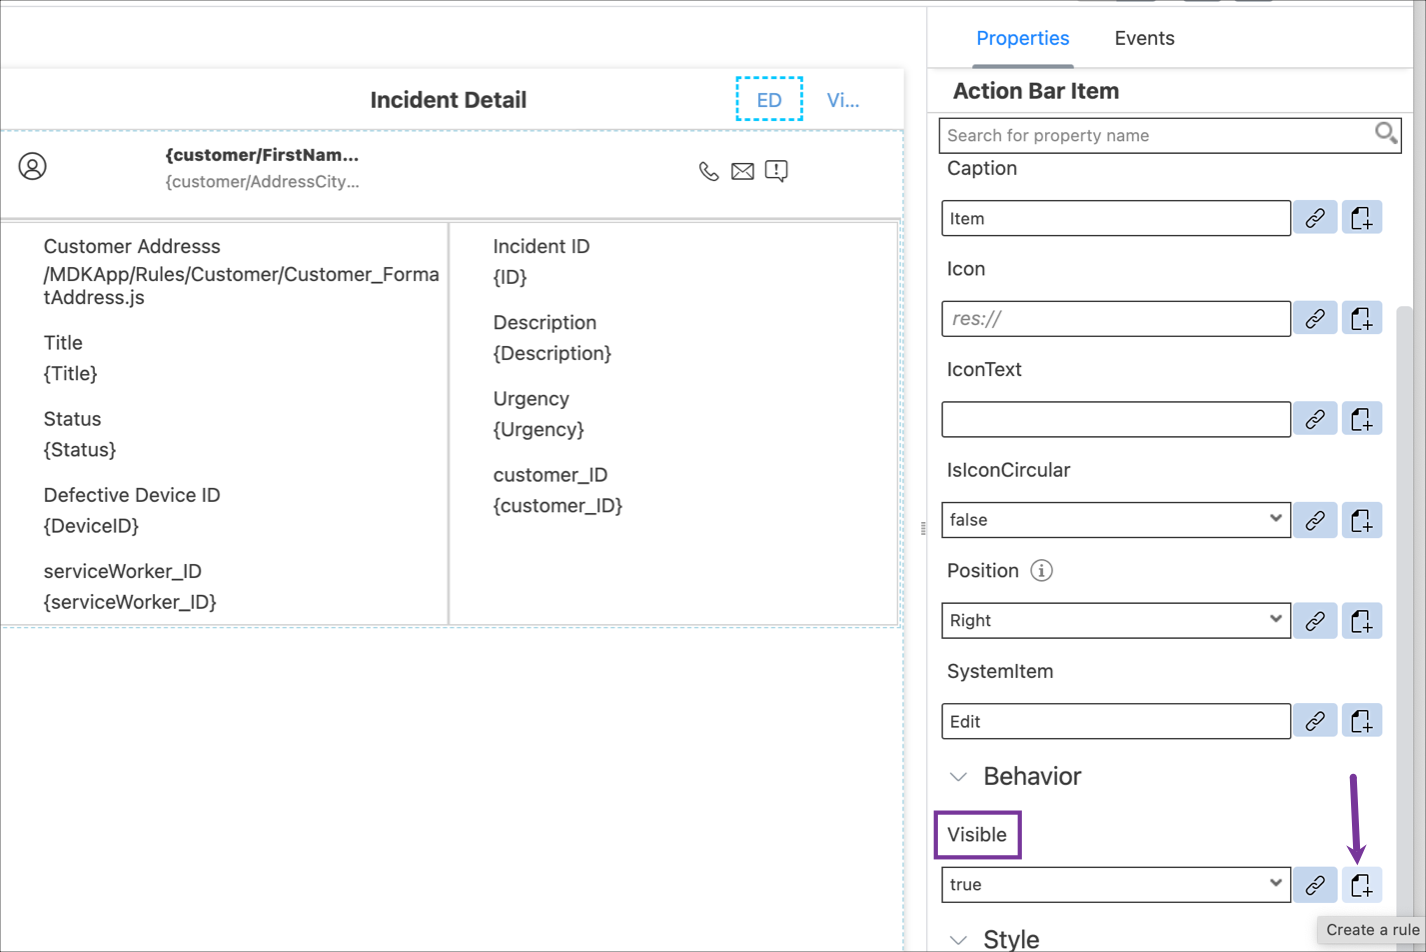 Properties
Events
Incident Detail
ED
Vi...
Action Bar Item
Search for property name
{customer/FirstNam...
{customer/AddressCity...
Customer Addresss
/MDKApp/Rules/Customer/Customer_Forma
tAddress.js
Title
{Title}
Status
{Status}
Defective Device ID
{DeviceID}
serviceWorker_ID
{serviceWorker_ID}
Incident ID
{ID}
Description
{Description}
Urgency
{Urgency}
customer_ID
{customer_ID}
Caption
Item
Icon
res://
IconText
IsIconCircular
false
Position
Right
SystemItem
Edit
Behavior
Visible
true
Create a rule
Style